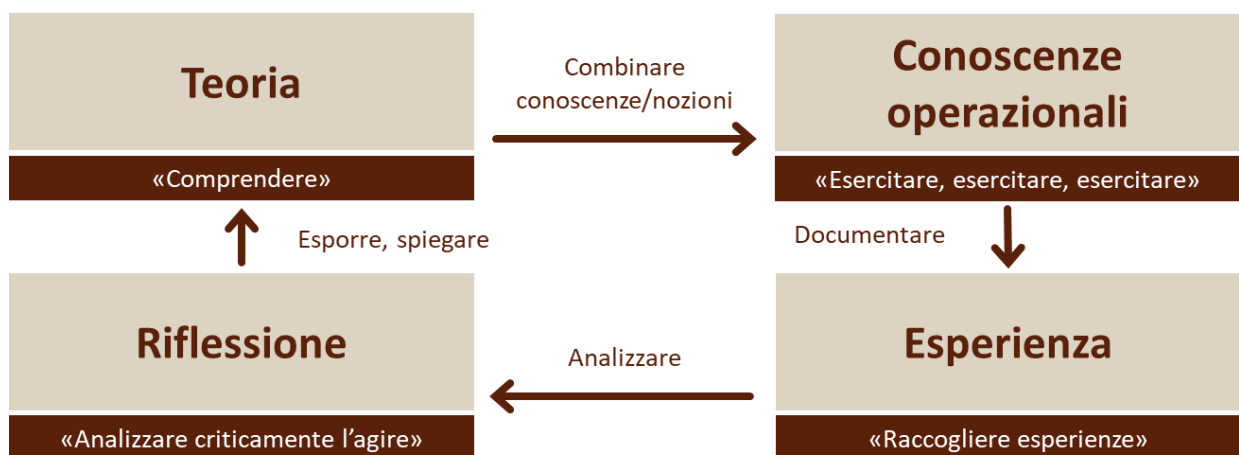 Teoria
«Comprendere»
Combinare
conoscenze/nozioni
Conoscenze
operazionali
«Esercitare, esercitare, esercitare»
Esporre, spiegare
Documentare
Riflessione
«Analizzare criticamente l’agire»
Analizzare
Esperienza
«Raccogliere esperienze»